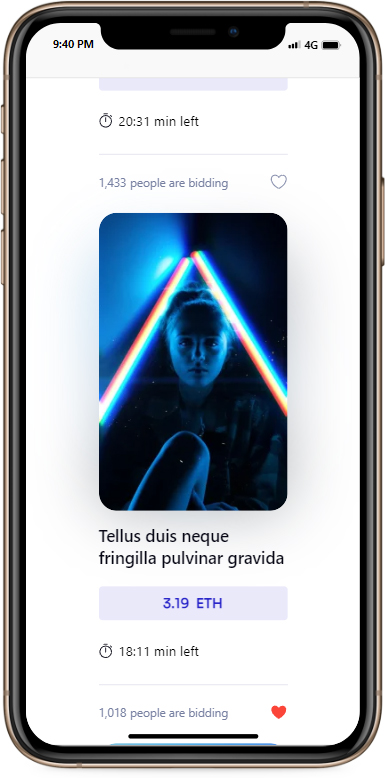 9:40 PM 4G
20:31 min left
1,433 people are bidding
Tellus duis neque
fringilla pulvinar gravida
3.19 ETH
18:11 min left
1,018 people are bidding